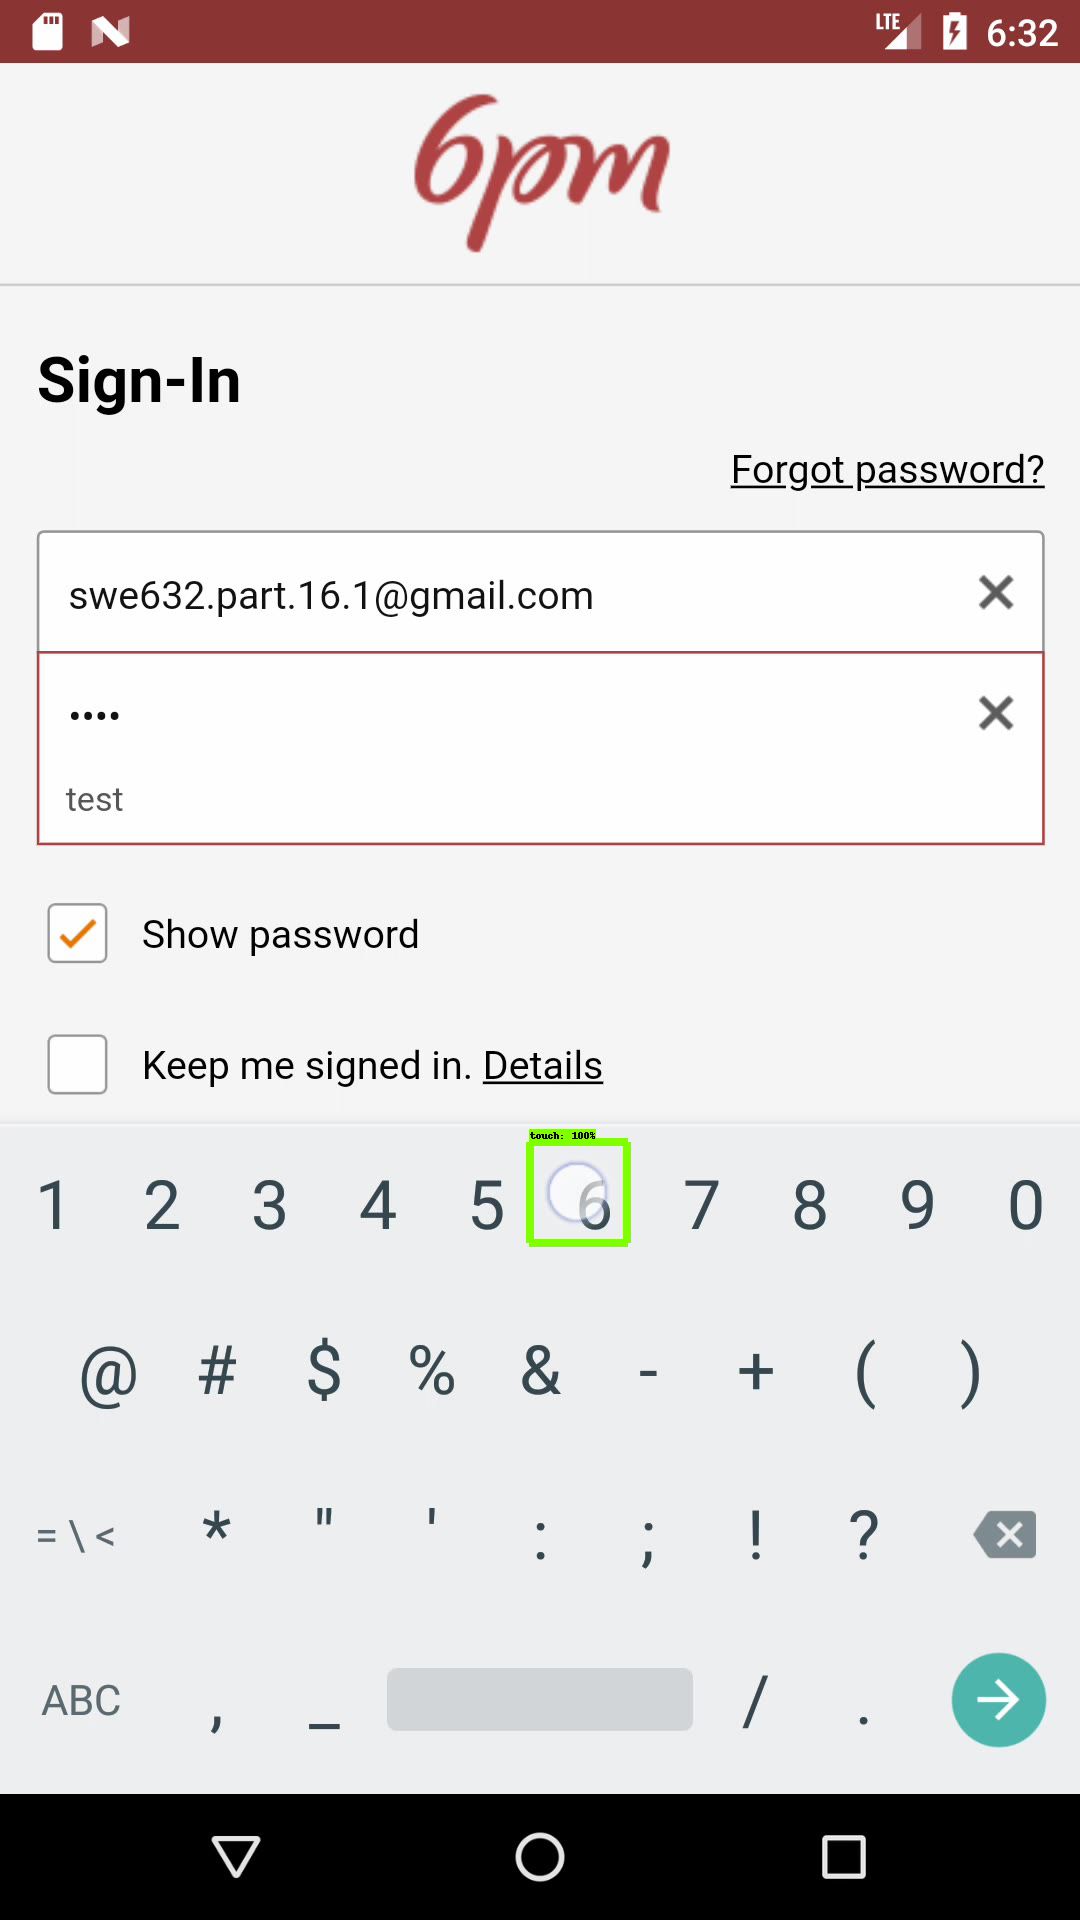 LTE 6:32
6pm
Sign-In
Forgot password?
swe632.part.16.1@gmail.com
••••
test
Show password
Keep me signed in. Details
touch: 100%
1 2 3 4 5 6 7 8 9 0
@ # $ % & - + ( )
= \ < * " ' : ; ! ?
ABC , _ / .